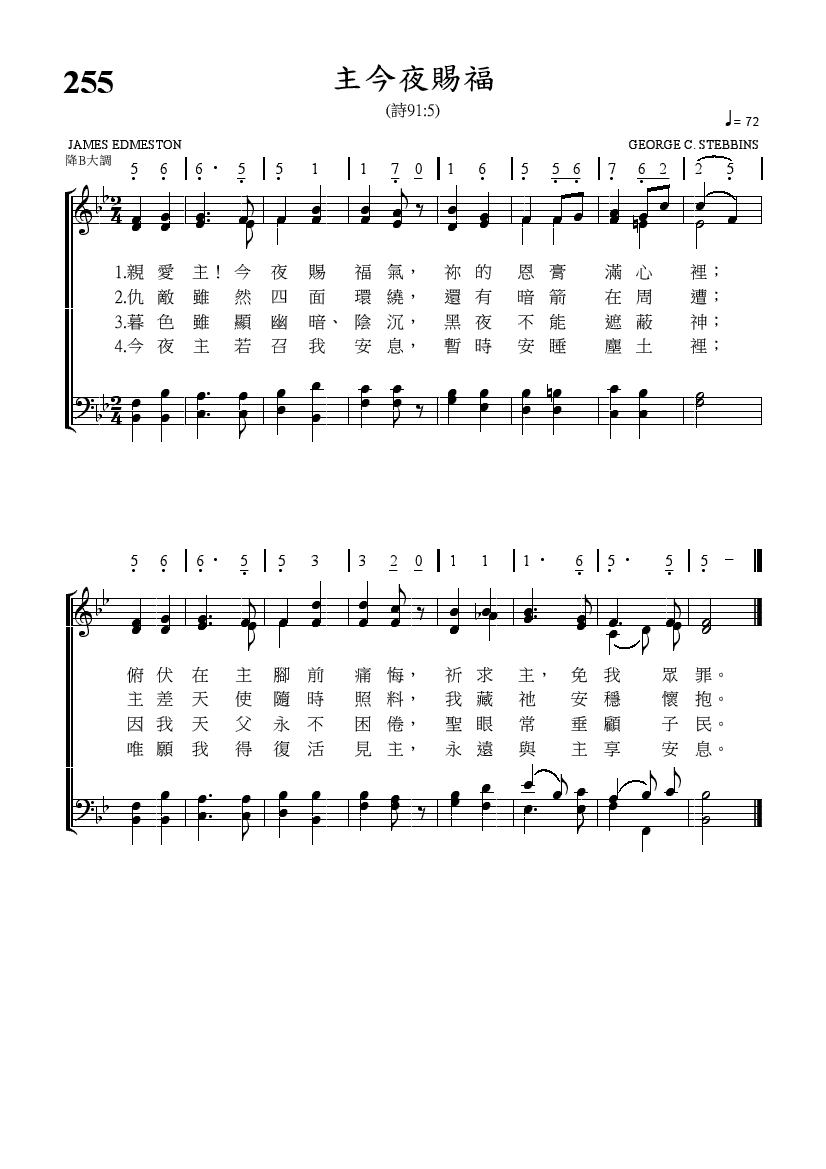 255
主今夜賜福
(詩91:5)
♩= 72
JAMES EDMESTON GEORGE C. STEBBINS
降B大調
5 6 | 6 · 5 | 5 1 | 1 7 0 | 1 6 | 5 5 6 | 7 6 2 | 2 5 |
2 4
1.親愛主！今夜賜福氣，祢的恩膏滿心裡；
2.仇敵雖然四面環繞，還有暗箭在周遭；
3.暮色雖顯幽暗、陰沉，黑夜不能遮蔽神；
4.今夜主若召我安息，暫時安睡塵土裡；
2 4
5 6 | 6 · 5 | 5 3 | 3 2 0 | 1 1 | 1 · 6 | 5 · 5 | 5 –
俯伏在主腳前痛悔，祈求主，免我眾罪。
主差天使隨時照料，我藏祂安穩懷抱。
因我天父永不困倦，聖眼常垂顧子民。
唯願我得復活見主，永遠與主享安息。